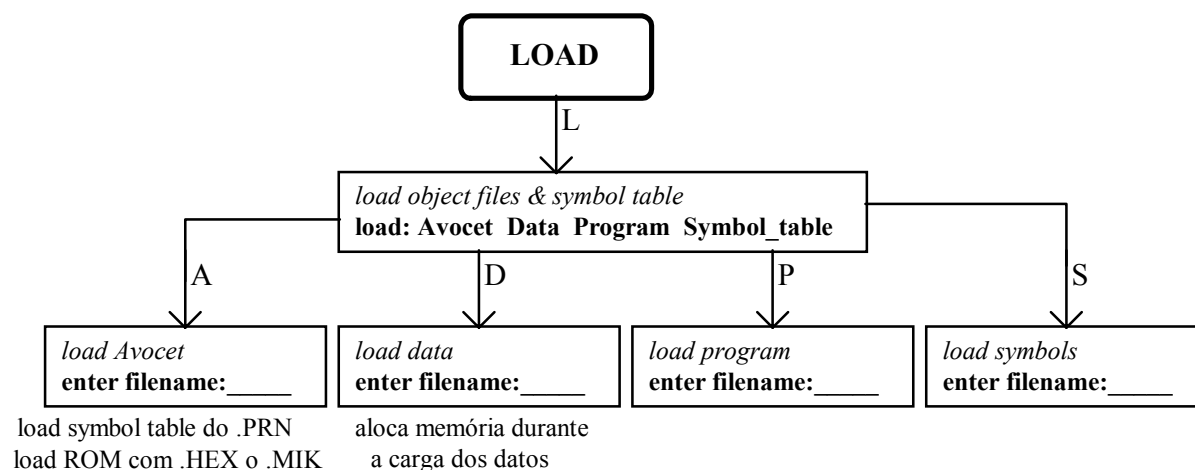 LOAD
L
load object files & symbol table
load: Avocet Data Program Symbol_table
A
D
P
S
load Avocet
enter filename:_____
load data
enter filename:_____
load program
enter filename:_____
load symbols
enter filename:_____
load symbol table do .PRN
load ROM com .HEX o .MIK
aloca memória durante
a carga dos datos